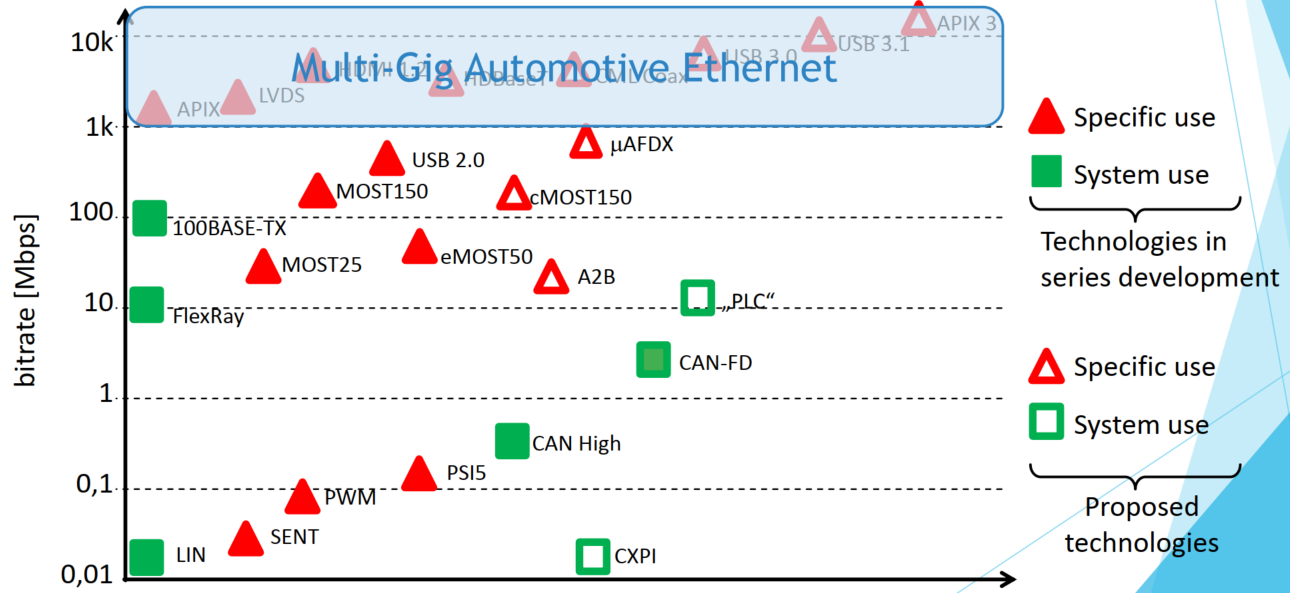 10k
APIX 3
USB 3.1
USB 3.0
Multi-Gig Automotive Ethernet
HDMI 1.2
HDBaseT
CML Coax
APIX
LVDS
1k
µAFDX
USB 2.0
MOST150
cMOST150
100
100BASE-TX
eMOST50
MOST25
A2B
bitrate [Mbps]
10
FlexRay
„PLC“
CAN-FD
1
CAN High
PSI5
0,1
PWM
SENT
LIN
CXPI
0,01
Specific use
System use
Technologies in
series development
Specific use
System use
Proposed
technologies